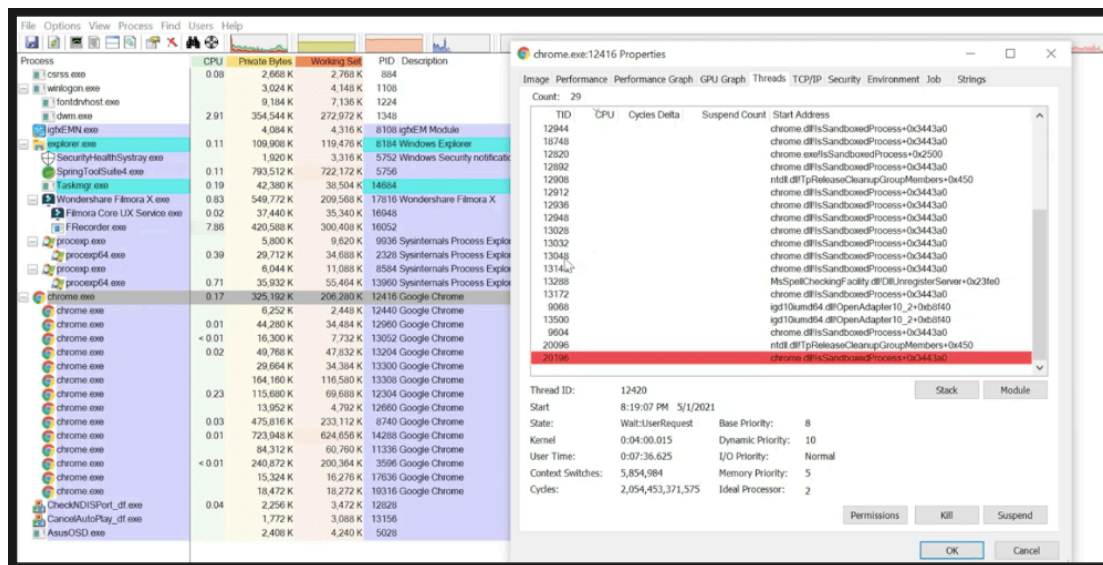 File Options View Process Find Users Help
Process CPU Private Bytes Working Set PID Description
csrss.exe 0.08 2,668 K 2,768 K 884
winlogon.exe 3,024 K 4,148 K 1108
fontdrvhost.exe 9,184 K 7,136 K 1224
dwm.exe 2.91 354,544 K 272,972 K 1348
igfxEMN.exe 4,084 K 4,316 K 8108 igfxEM Module
explorer.exe 0.11 109,908 K 119,476 K 8184 Windows Explorer
SecurityHealthSystray.exe 1,920 K 3,316 K 5752 Windows Security notificatic
SpringToolSuite4.exe 0.11 793,512 K 722,172 K 5756
Taskmgr.exe 0.19 42,380 K 38,504 K 14684
Wondershare Filmora X.exe 0.83 549,772 K 209,568 K 17816 Wondershare Filmora X
Filmora Core UX Service.exe 0.02 37,440 K 35,340 K 16948
FRecorder.exe 7.86 420,588 K 300,408 K 16052
procexp.exe 5,800 K 9,620 K 9936 Sysinternals Process Explo
procexp64.exe 0.39 29,712 K 34,688 K 2328 Sysinternals Process Explo
procexp.exe 6,044 K 11,088 K 8584 Sysinternals Process Explo
procexp64.exe 0.71 35,932 K 55,464 K 13960 Sysinternals Process Explo
chrome.exe 0.17 325,192 K 206,280 K 12416 Google Chrome
chrome.exe 6,252 K 2,448 K 12440 Google Chrome
chrome.exe 0.01 44,280 K 34,484 K 12960 Google Chrome
chrome.exe < 0.01 16,300 K 7,732 K 13052 Google Chrome
chrome.exe 0.02 49,768 K 47,832 K 13204 Google Chrome
chrome.exe 29,664 K 34,384 K 13300 Google Chrome
chrome.exe 164,160 K 116,580 K 13308 Google Chrome
chrome.exe 0.23 115,680 K 69,688 K 12304 Google Chrome
chrome.exe 13,952 K 4,792 K 12660 Google Chrome
chrome.exe 0.03 475,816 K 233,112 K 8740 Google Chrome
chrome.exe 0.01 723,948 K 624,656 K 14288 Google Chrome
chrome.exe 84,312 K 60,760 K 11336 Google Chrome
chrome.exe < 0.01 240,872 K 200,364 K 3596 Google Chrome
chrome.exe 15,324 K 16,276 K 17636 Google Chrome
chrome.exe 18,472 K 18,272 K 19316 Google Chrome
CheckNDISPort_df.exe 0.04 2,256 K 3,472 K 12828
CancelAutoPlay_df.exe 1,772 K 3,088 K 13156
AsusOSD.exe 2,408 K 4,240 K 5028
chrome.exe:12416 Properties
Image Performance Performance Graph GPU Graph Threads TCP/IP Security Environment Job Strings
Count: 29
TID CPU Cycles Delta Suspend Count Start Address
12944 chrome.dll!IsSandboxedProcess+0x3443a0
18748 chrome.dll!IsSandboxedProcess+0x3443a0
12820 chrome.exe!IsSandboxedProcess+0x2500
12892 chrome.dll!IsSandboxedProcess+0x3443a0
12908 ntdll.dll!TpReleaseCleanupGroupMembers+0x450
12912 chrome.dll!IsSandboxedProcess+0x3443a0
12936 chrome.dll!IsSandboxedProcess+0x3443a0
12948 chrome.dll!IsSandboxedProcess+0x3443a0
13028 chrome.dll!IsSandboxedProcess+0x3443a0
13032 chrome.dll!IsSandboxedProcess+0x3443a0
13048 chrome.dll!IsSandboxedProcess+0x3443a0
chrome.dll!IsSandboxedProcess+0x3443a0
13288 MsSpellCheckingFacility.dll!DllUnregisterServer+0x23fe0
13172 chrome.dll!IsSandboxedProcess+0x3443a0
9068 igd10iumd64.dll!OpenAdapter10_2+0xb8f40
13500 igd10iumd64.dll!OpenAdapter10_2+0xb8f40
9604 chrome.dll!IsSandboxedProcess+0x3443a0
20096 ntdll.dll!TpReleaseCleanupGroupMembers+0x450
20196 chrome.dll!IsSandboxedProcess+0x3443a0
Thread ID: 12420 Stack Module
Start 8:19:07 PM 5/1/2021
State: Wait:UserRequest Base Priority: 8
Kernel 0:04:00.015 Dynamic Priority: 10
User Time: 0:07:36.625 I/O Priority: Normal
Context Switches: 5,854,984 Memory Priority: 5
Cycles: 2,054,453,371,575 Ideal Processor: 2
Permissions Kill Suspend
OK Cancel